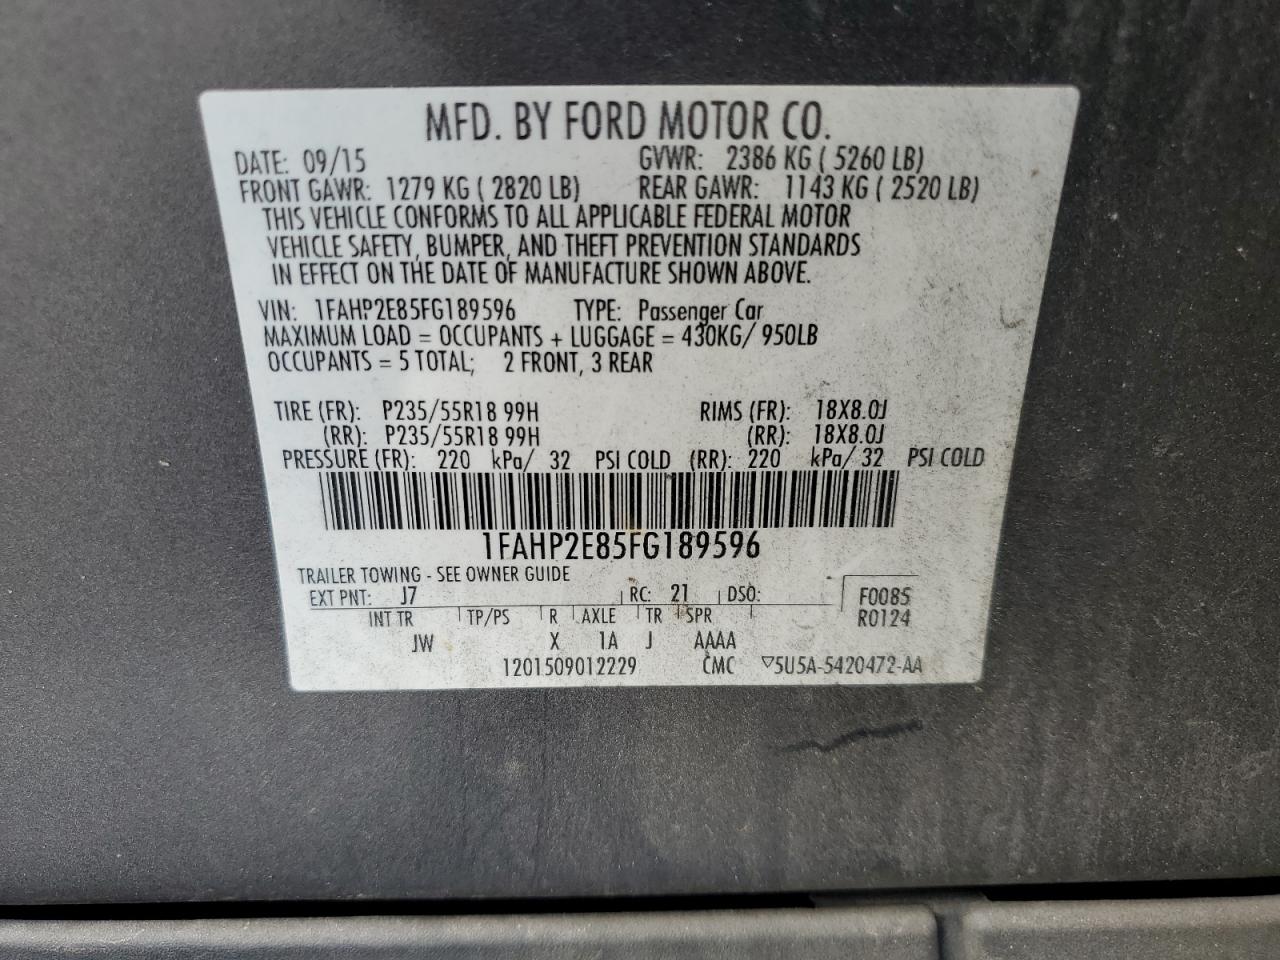 MFD. BY FORD MOTOR CO.
DATE: 09/15 GVWR: 2386 KG ( 5260 LB)
FRONT GAWR: 1279 KG ( 2820 LB) REAR GAWR: 1143 KG ( 2520 LB)
THIS VEHICLE CONFORMS TO ALL APPLICABLE FEDERAL MOTOR
VEHICLE SAFETY, BUMPER, AND THEFT PREVENTION STANDARDS
IN EFFECT ON THE DATE OF MANUFACTURE SHOWN ABOVE.
VIN: 1FAHP2E85FG189596 TYPE: Passenger Car
MAXIMUM LOAD = OCCUPANTS + LUGGAGE = 430KG/ 950LB
OCCUPANTS = 5 TOTAL; 2 FRONT, 3 REAR
TIRE (FR): P235/55R18 99H RIMS (FR): 18X8.0J
(RR): P235/55R18 99H (RR): 18X8.0J
PRESSURE (FR): 220 kPa/ 32 PSI COLD (RR): 220 kPa/ 32 PSI COLD
1FAHP2E85FG189596
TRAILER TOWING - SEE OWNER GUIDE
EXT PNT: J7 RC: 21 DSO: F0085
INT TR TP/PS R AXLE TR SPR R0124
JW X 1A J AAAA
1201509012229 CMC ▽5U5A-5420472-AA